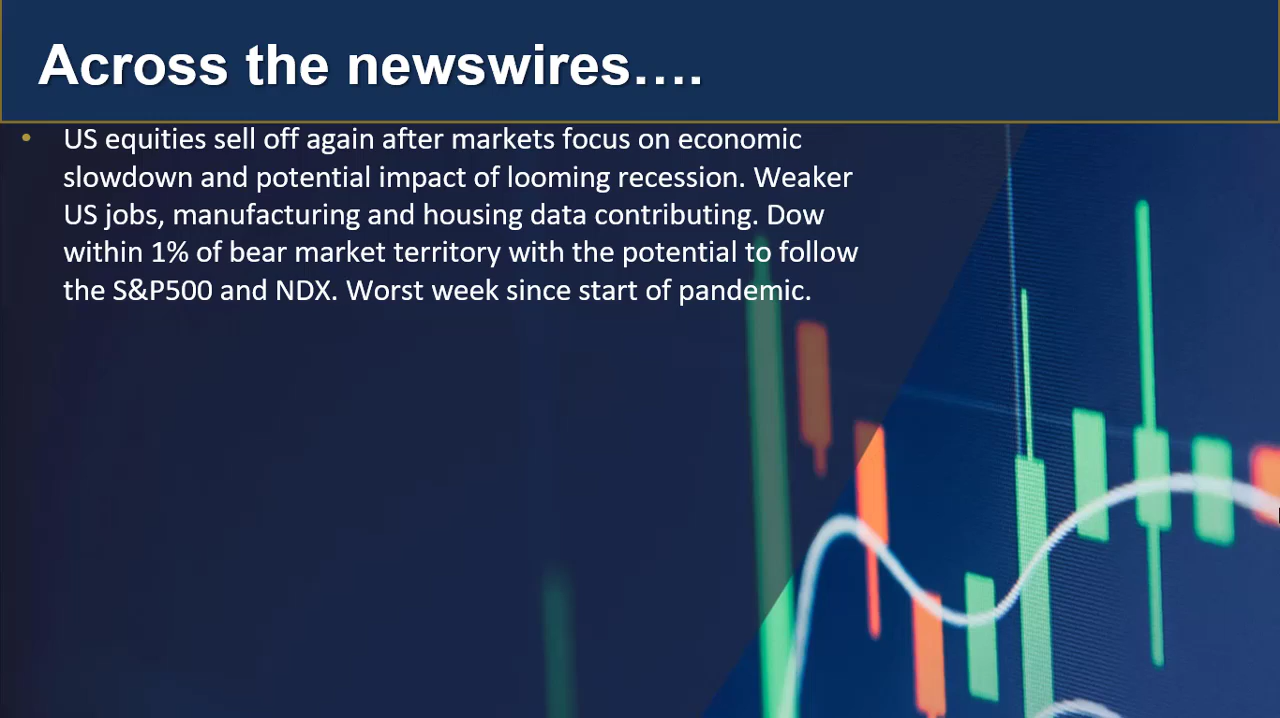 Across the newswires….
• US equities sell off again after markets focus on economic
slowdown and potential impact of looming recession. Weaker
US jobs, manufacturing and housing data contributing. Dow
within 1% of bear market territory with the potential to follow
the S&P500 and NDX. Worst week since start of pandemic.